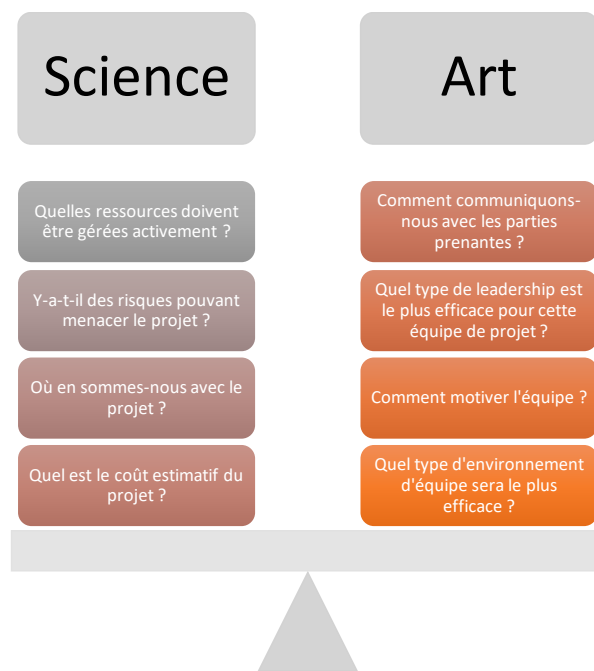 Science
Quelles ressources doivent
être gérées activement ?
Y-a-t-il des risques pouvant
menacer le projet ?
Où en sommes-nous avec le
projet ?
Quel est le coût estimatif du
projet ?
Art
Comment communiquons-
nous avec les parties
prenantes ?
Quel type de leadership est
le plus efficace pour cette
équipe de projet ?
Comment motiver l'équipe ?
Quel type d'environnement
d'équipe sera le plus
efficace ?